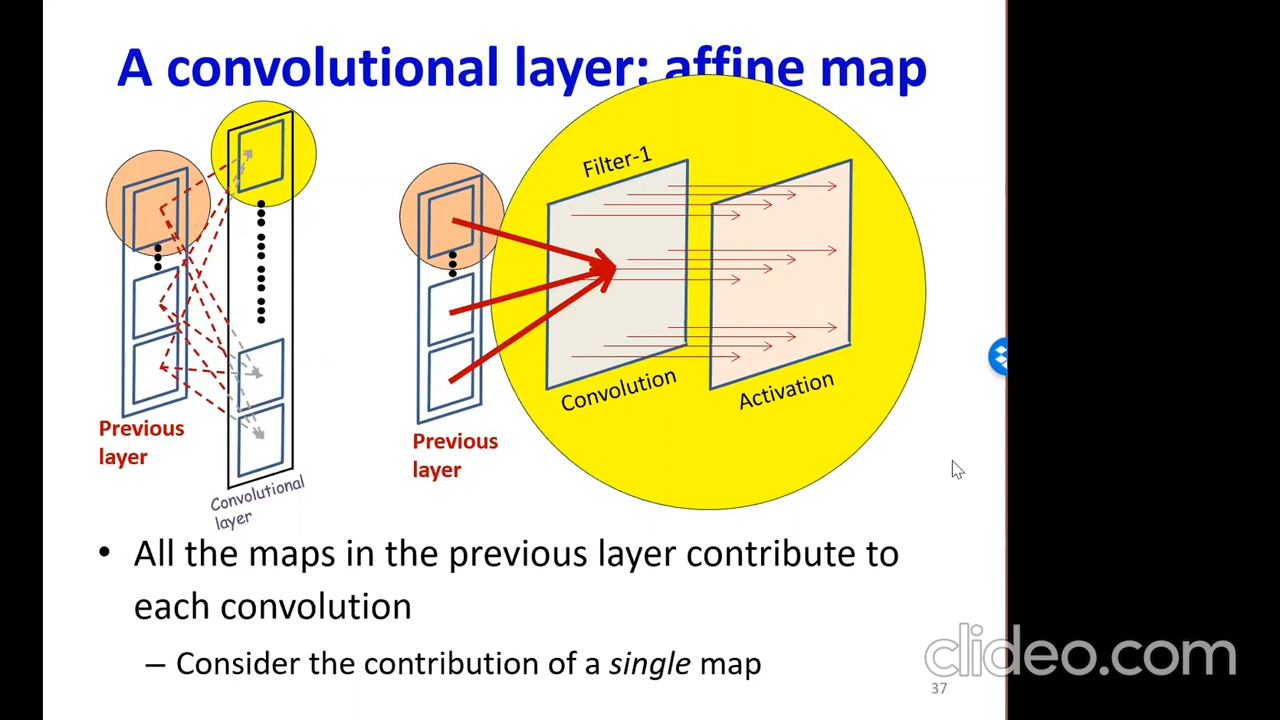 A convolutional layer: affine map
Filter-1
Convolution
Activation
Previous
layer
Convolutional
layer
Previous
layer
• All the maps in the previous layer contribute to
each convolution
– Consider the contribution of a single map
37
clideo.com